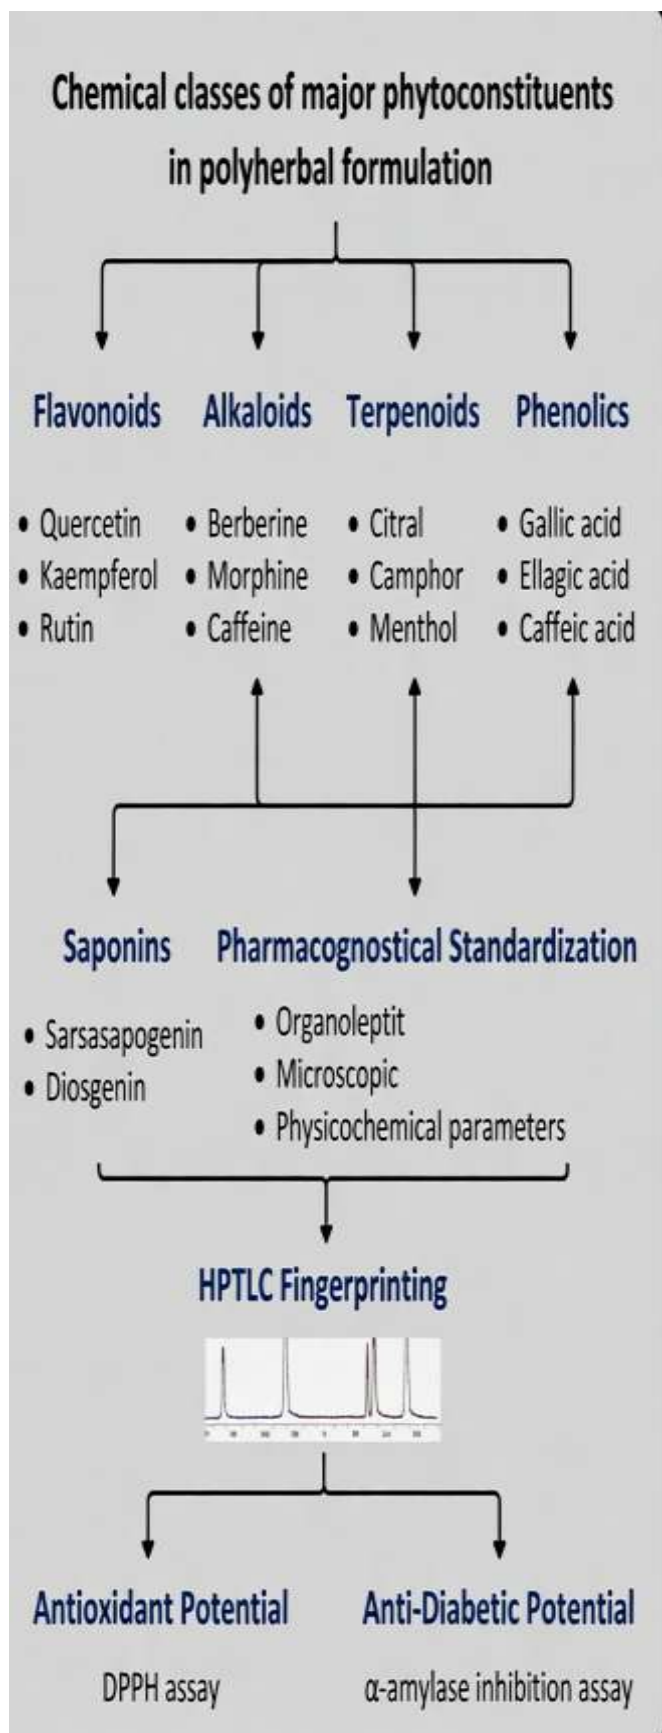 Chemical classes of major phytoconstituents
in polyherbal formulation
Flavonoids
Alkaloids
Terpenoids
Phenolics
• Quercetin
• Kaempferol
• Rutin
• Berberine
• Morphine
• Caffeine
• Citral
• Camphor
• Menthol
• Gallic acid
• Ellagic acid
• Caffeic acid
Saponins
• Sarsasapogenin
• Diosgenin
Pharmacognostical Standardization
• Organoleptit
• Microscopic
• Physicochemical parameters
HPTLC Fingerprinting
Antioxidant Potential
DPPH assay
Anti-Diabetic Potential
α-amylase inhibition assay